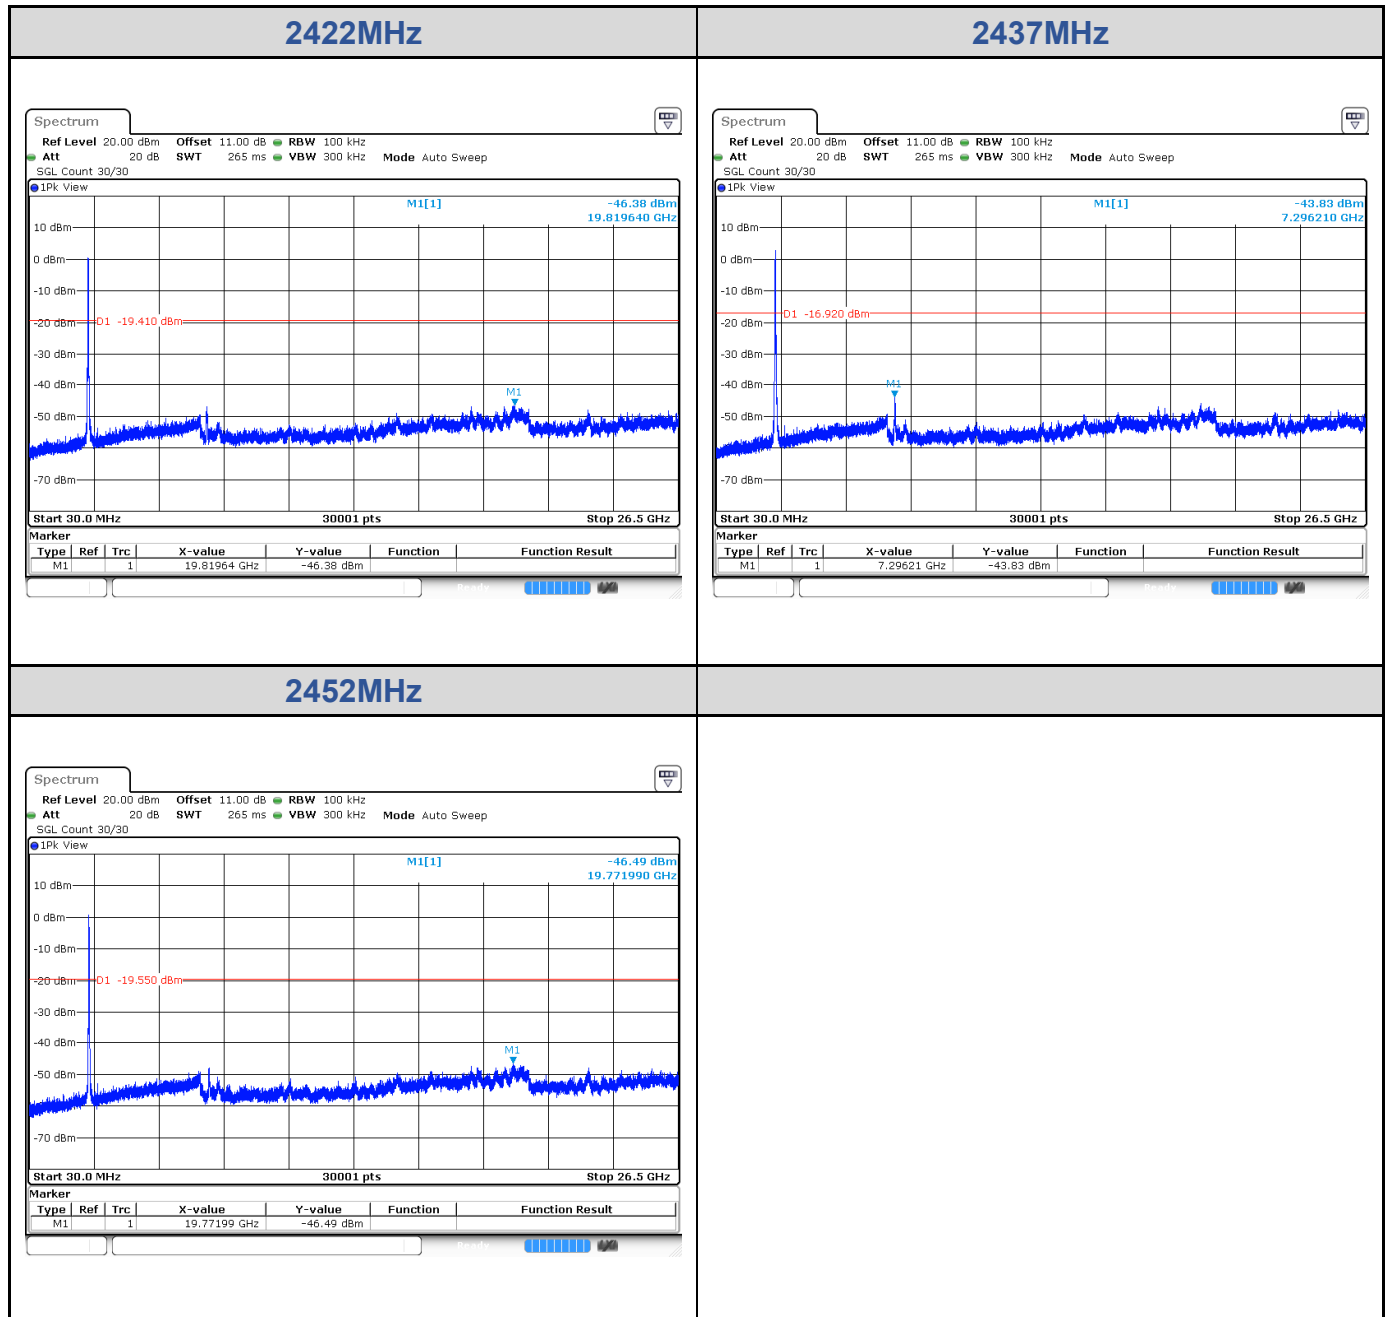 2422MHz
2437MHz
Spectrum
Ref Level 20.00 dBm Offset 11.00 dB RBW 100 kHz
Att 20 dB SWT 265 ms VBW 300 kHz Mode Auto Sweep
SGL Count 30/30
1Pk View
M1[1] -46.38 dBm
19.819640 GHz
10 dBm
0 dBm
-10 dBm
-20 dBm
D1 -19.410 dBm
-30 dBm
-40 dBm
M1
-50 dBm
-70 dBm
Start 30.0 MHz 30001 pts Stop 26.5 GHz
Marker
Type Ref Trc X-value Y-value Function Function Result
M1 1 19.81964 GHz -46.38 dBm
Ready
Spectrum
Ref Level 20.00 dBm Offset 11.00 dB RBW 100 kHz
Att 20 dB SWT 265 ms VBW 300 kHz Mode Auto Sweep
SGL Count 30/30
1Pk View
M1[1] -43.83 dBm
7.296210 GHz
10 dBm
0 dBm
-10 dBm
D1 -16.920 dBm
-20 dBm
-30 dBm
-40 dBm
M1
-50 dBm
-70 dBm
Start 30.0 MHz 30001 pts Stop 26.5 GHz
Marker
Type Ref Trc X-value Y-value Function Function Result
M1 1 7.29621 GHz -43.83 dBm
Ready
2452MHz
Spectrum
Ref Level 20.00 dBm Offset 11.00 dB RBW 100 kHz
Att 20 dB SWT 265 ms VBW 300 kHz Mode Auto Sweep
SGL Count 30/30
1Pk View
M1[1] -46.49 dBm
19.771990 GHz
10 dBm
0 dBm
-10 dBm
-20 dBm
D1 -19.550 dBm
-30 dBm
-40 dBm
M1
-50 dBm
-70 dBm
Start 30.0 MHz 30001 pts Stop 26.5 GHz
Marker
Type Ref Trc X-value Y-value Function Function Result
M1 1 19.77199 GHz -46.49 dBm
Ready